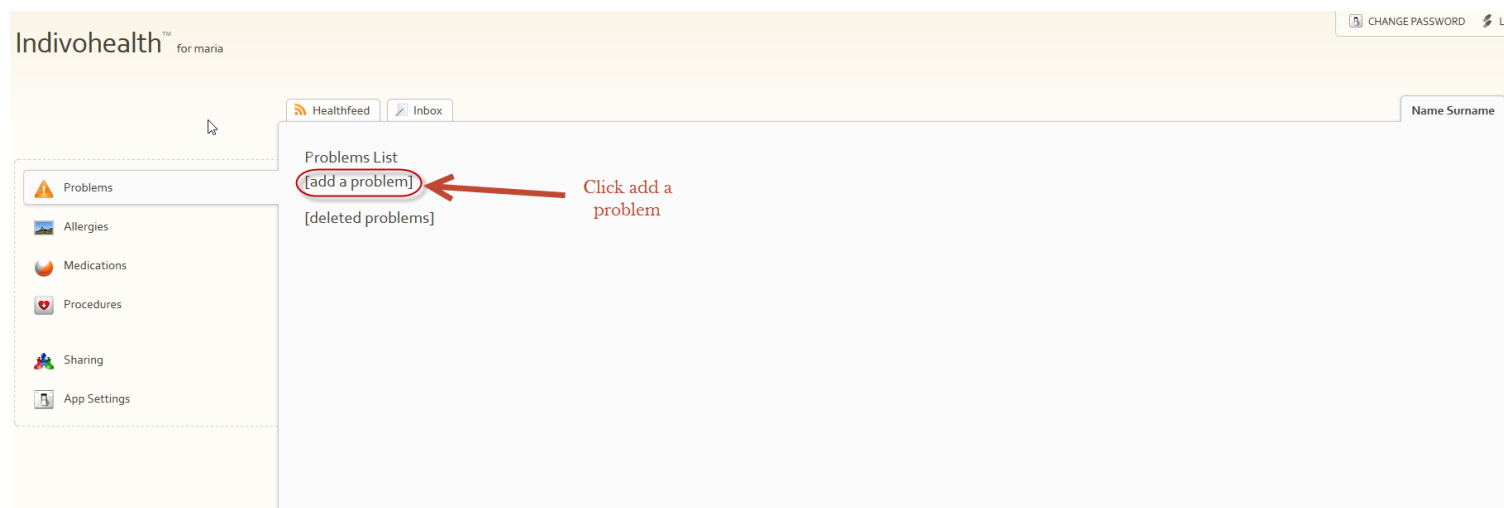 CHANGE PASSWORD
Indivohealth™ for maria
Healthfeed
Inbox
Name Surname
Problems List
[add a problem]
Click add a
problem
[deleted problems]
Problems
Allergies
Medications
Procedures
Sharing
App Settings